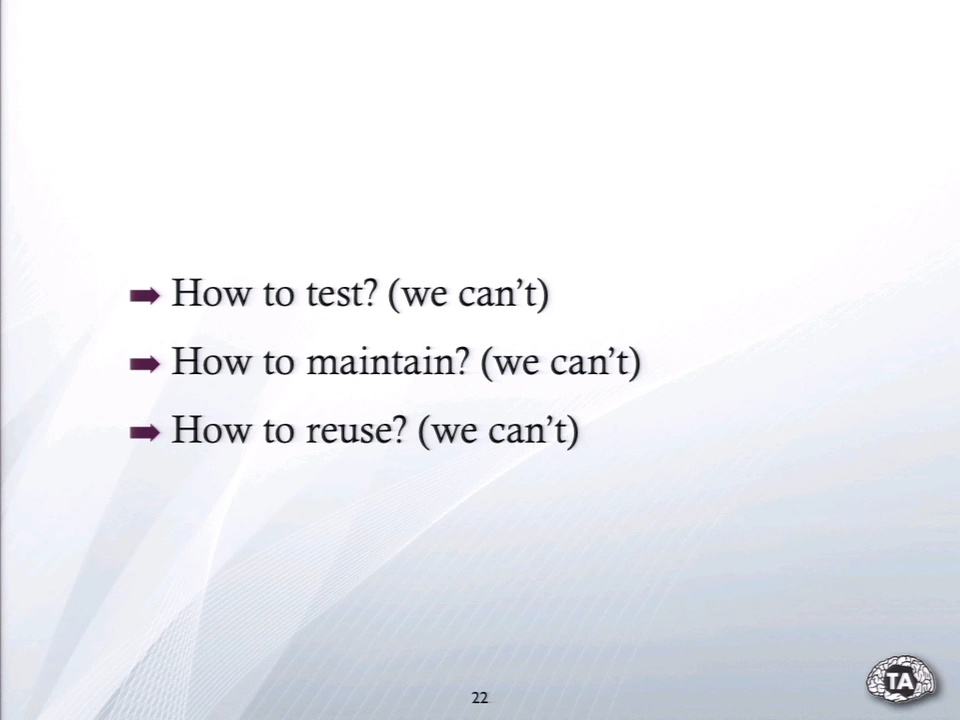 How to test? (we can't)
How to maintain? (we can't)
How to reuse? (we can't)
22
TA